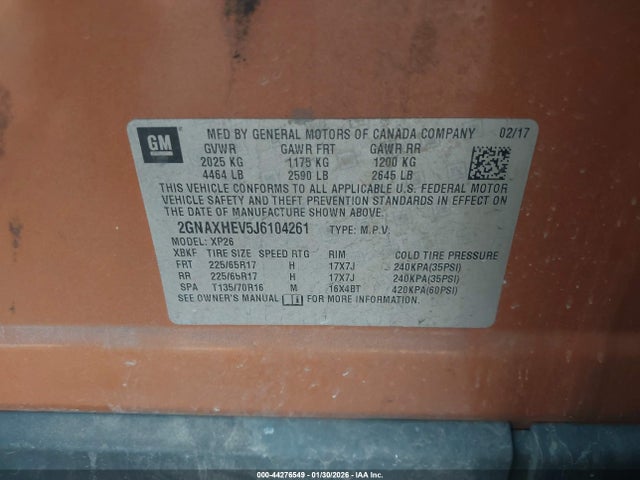 GM
MFD BY GENERAL MOTORS OF CANADA COMPANY 02/17
GVWR GAWR FRT GAWR RR
2025 KG 1175 KG 1200 KG
4464 LB 2590 LB 2645 LB
THIS VEHICLE CONFORMS TO ALL APPLICABLE U.S. FEDERAL MOTOR
VEHICLE SAFETY AND THEFT PREVENTION STANDARDS IN EFFECT ON
THE DATE OF MANUFACTURE SHOWN ABOVE.
2GNAXHEV5J6104261 TYPE: M.P.V.
MODEL: XP26
XBKF TIRE SIZE SPEED RTG RIM COLD TIRE PRESSURE
FRT 225/65R17 H 17X7J 240KPA(35PSI)
RR 225/65R17 H 17X7J 240KPA(35PSI)
SPA T135/70R16 M 16X4BT 420KPA(60PSI)
SEE OWNER'S MANUAL FOR MORE INFORMATION.
000-44276549 - 01/30/2026 - IAA Inc.